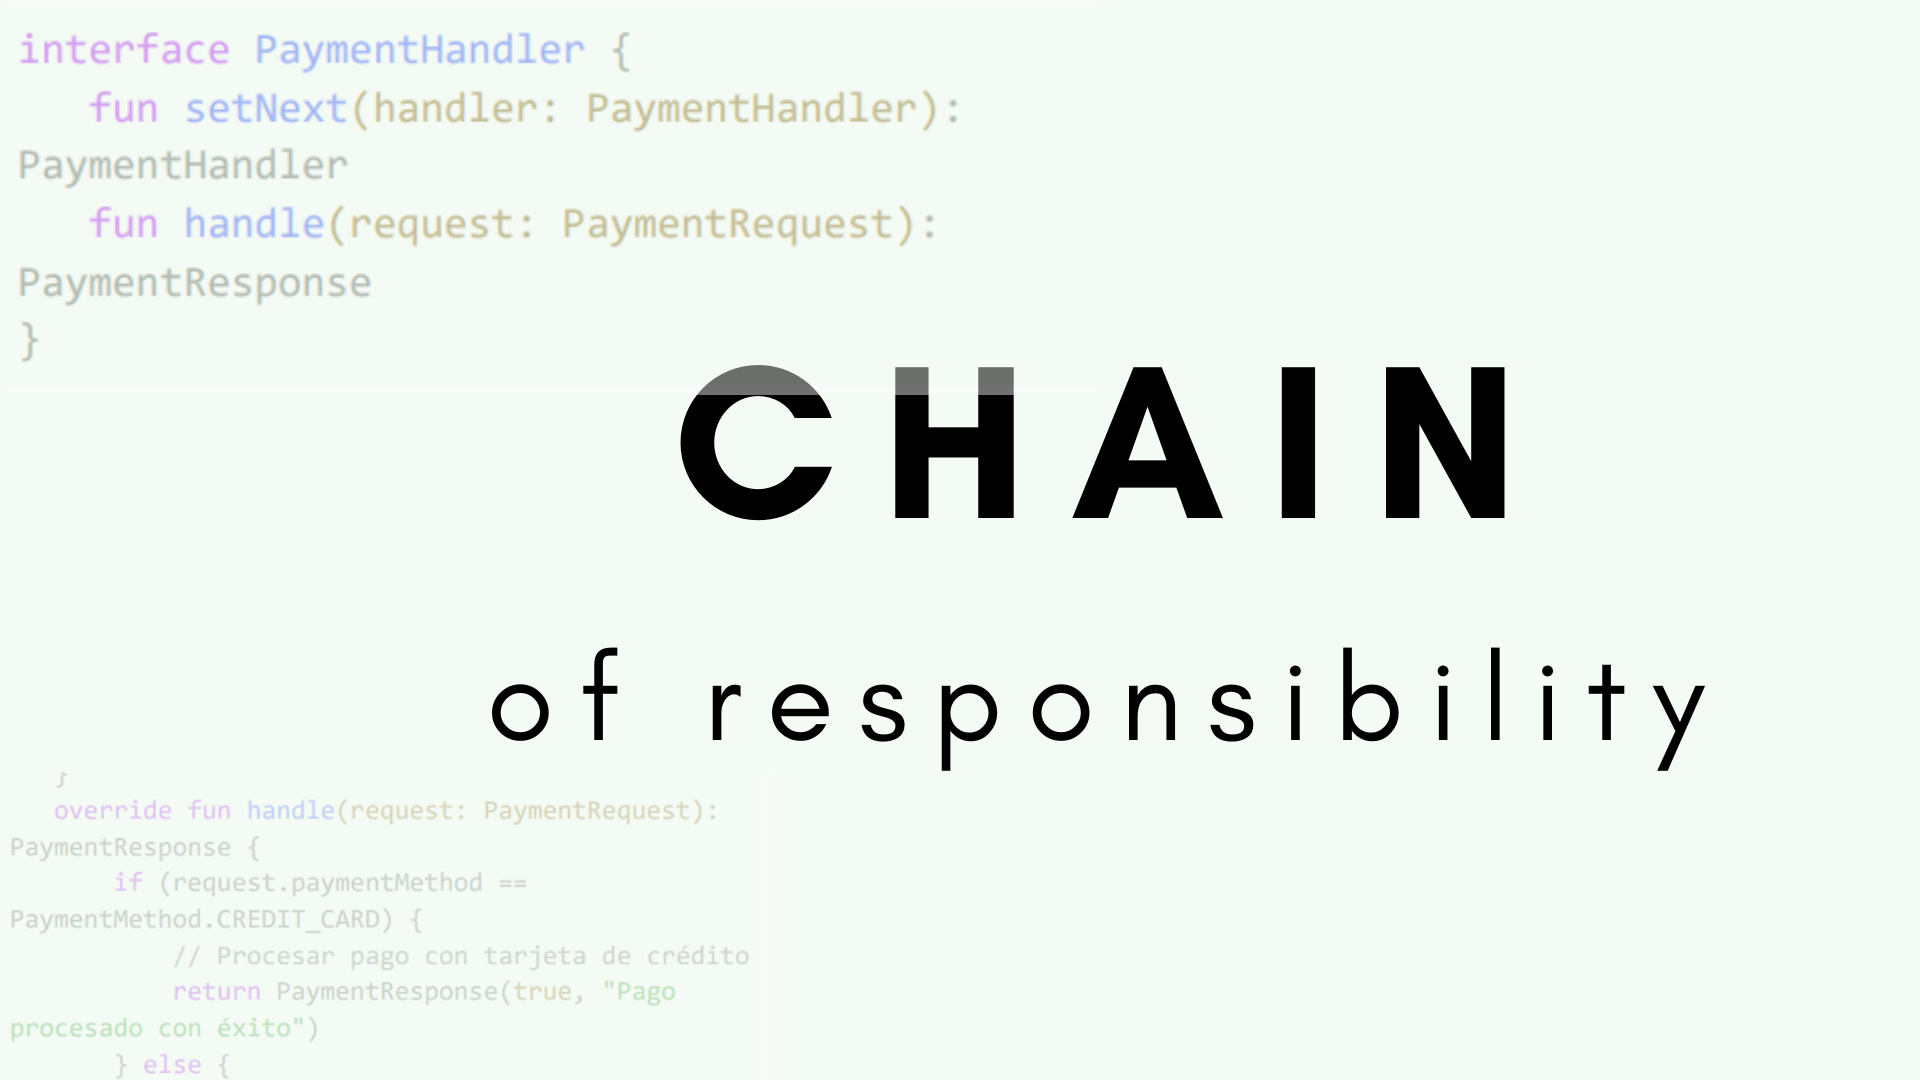 interface PaymentHandler {
   fun setNext(handler: PaymentHandler):
PaymentHandler
   fun handle(request: PaymentRequest):
PaymentResponse
}
CHAIN
of responsibility
   }
   override fun handle(request: PaymentRequest):
PaymentResponse {
       if (request.paymentMethod ==
PaymentMethod.CREDIT_CARD) {
           // Procesar pago con tarjeta de crédito
           return PaymentResponse(true, "Pago
procesado con éxito")
       } else {